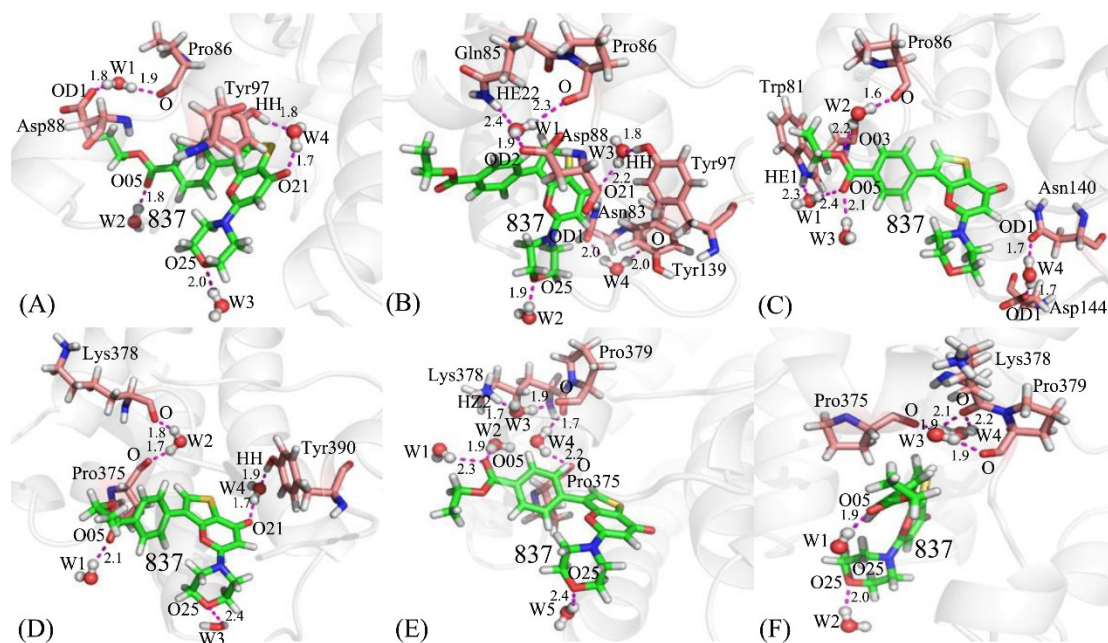 Pro86
W1
1.8
1.9
OD1
O
Tyr97
HH
1.8
Asp88
W4
1.7
O05
O21
1.8
W2
837
O25
2.0
W3
(A)
Gln85
Pro86
HE22
O
2.3
2.4
W1
Asp88
1.8
1.9
W3
HH
OD2
2.2
Tyr97
O21
Asn83
837
OD1
O
2.0
2.0
O25
W4
Tyr139
1.9
W2
(B)
Pro86
Trp81
W2
1.6
O
2.2
O03
HE1
O05
2.3
2.4
2.1
W1
Asn140
837
W3
OD1
1.7
W4
1.7
OD1
Asp144
(C)
Lys378
O
1.8
W2
1.7
O
HH
Tyr390
Pro375
1.9
W4
1.7
O05
O21
W1
2.1
837
O25
2.4
W3
(D)
Pro379
Lys378
O
1.9
HZ2
1.7
W3
W2
1.7
W1
1.9
W4
2.3
O05
2.2
O
Pro375
837
O25
2.4
W5
(E)
Lys378
Pro375
Pro379
O
O
2.1
1.9
2.2
W3
W4
1.9
O
O05
1.9
W1
837
O25
O25
2.0
W2
(F)